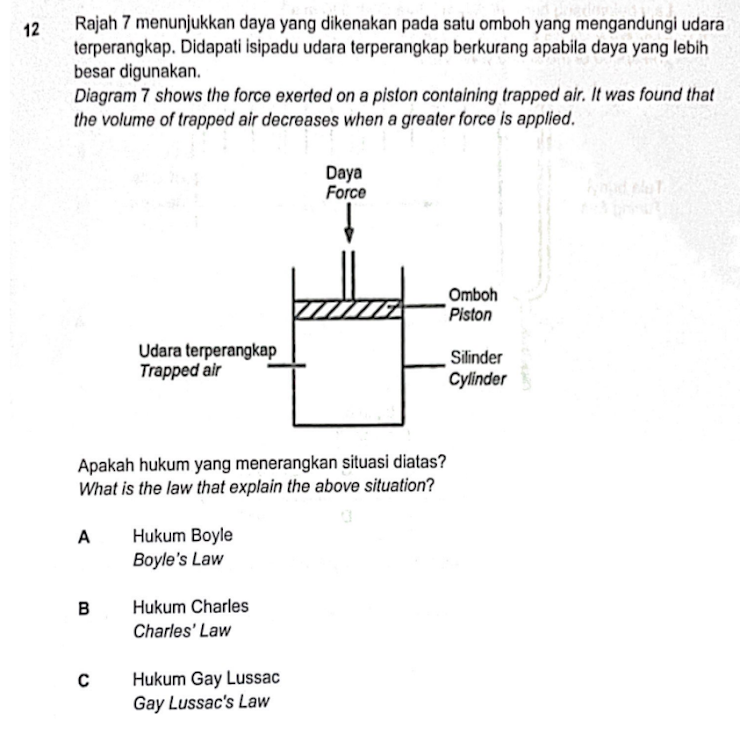 12 Rajah 7 menunjukkan daya yang dikenakan pada satu omboh yang mengandungi udara
terperangkap. Didapati isipadu udara terperangkap berkurang apabila daya yang lebih
besar digunakan.
Diagram 7 shows the force exerted on a piston containing trapped air. It was found that
the volume of trapped air decreases when a greater force is applied.
Daya
Force
Omboh
Piston
Udara terperangkap
Trapped air
Silinder
Cylinder
Apakah hukum yang menerangkan situasi diatas?
What is the law that explain the above situation?
A Hukum Boyle
Boyle's Law
B Hukum Charles
Charles' Law
C Hukum Gay Lussac
Gay Lussac's Law